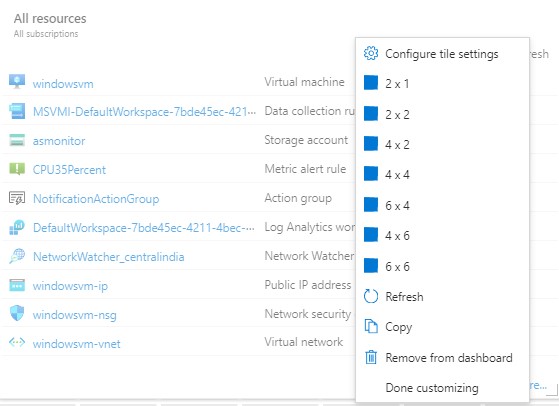 All resources
All subscriptions
Configure tile settings
resh
windowsvm Virtual machine
2 x 1
MSVMI-DefaultWorkspace-7bde45ec-421... Data collection ru
2 x 2
asmonitor Storage account
4 x 2
CPU35Percent Metric alert rule
4 x 4
NotificationActionGroup Action group
6 x 4
DefaultWorkspace-7bde45ec-4211-4bec-... Log Analytics wor
4 x 6
NetworkWatcher_centralindia Network Watcher
6 x 6
windowsvm-ip Public IP address
Refresh
windowsvm-nsg Network security
Copy
windowsvm-vnet Virtual network
Remove from dashboard
Done customizing
re...